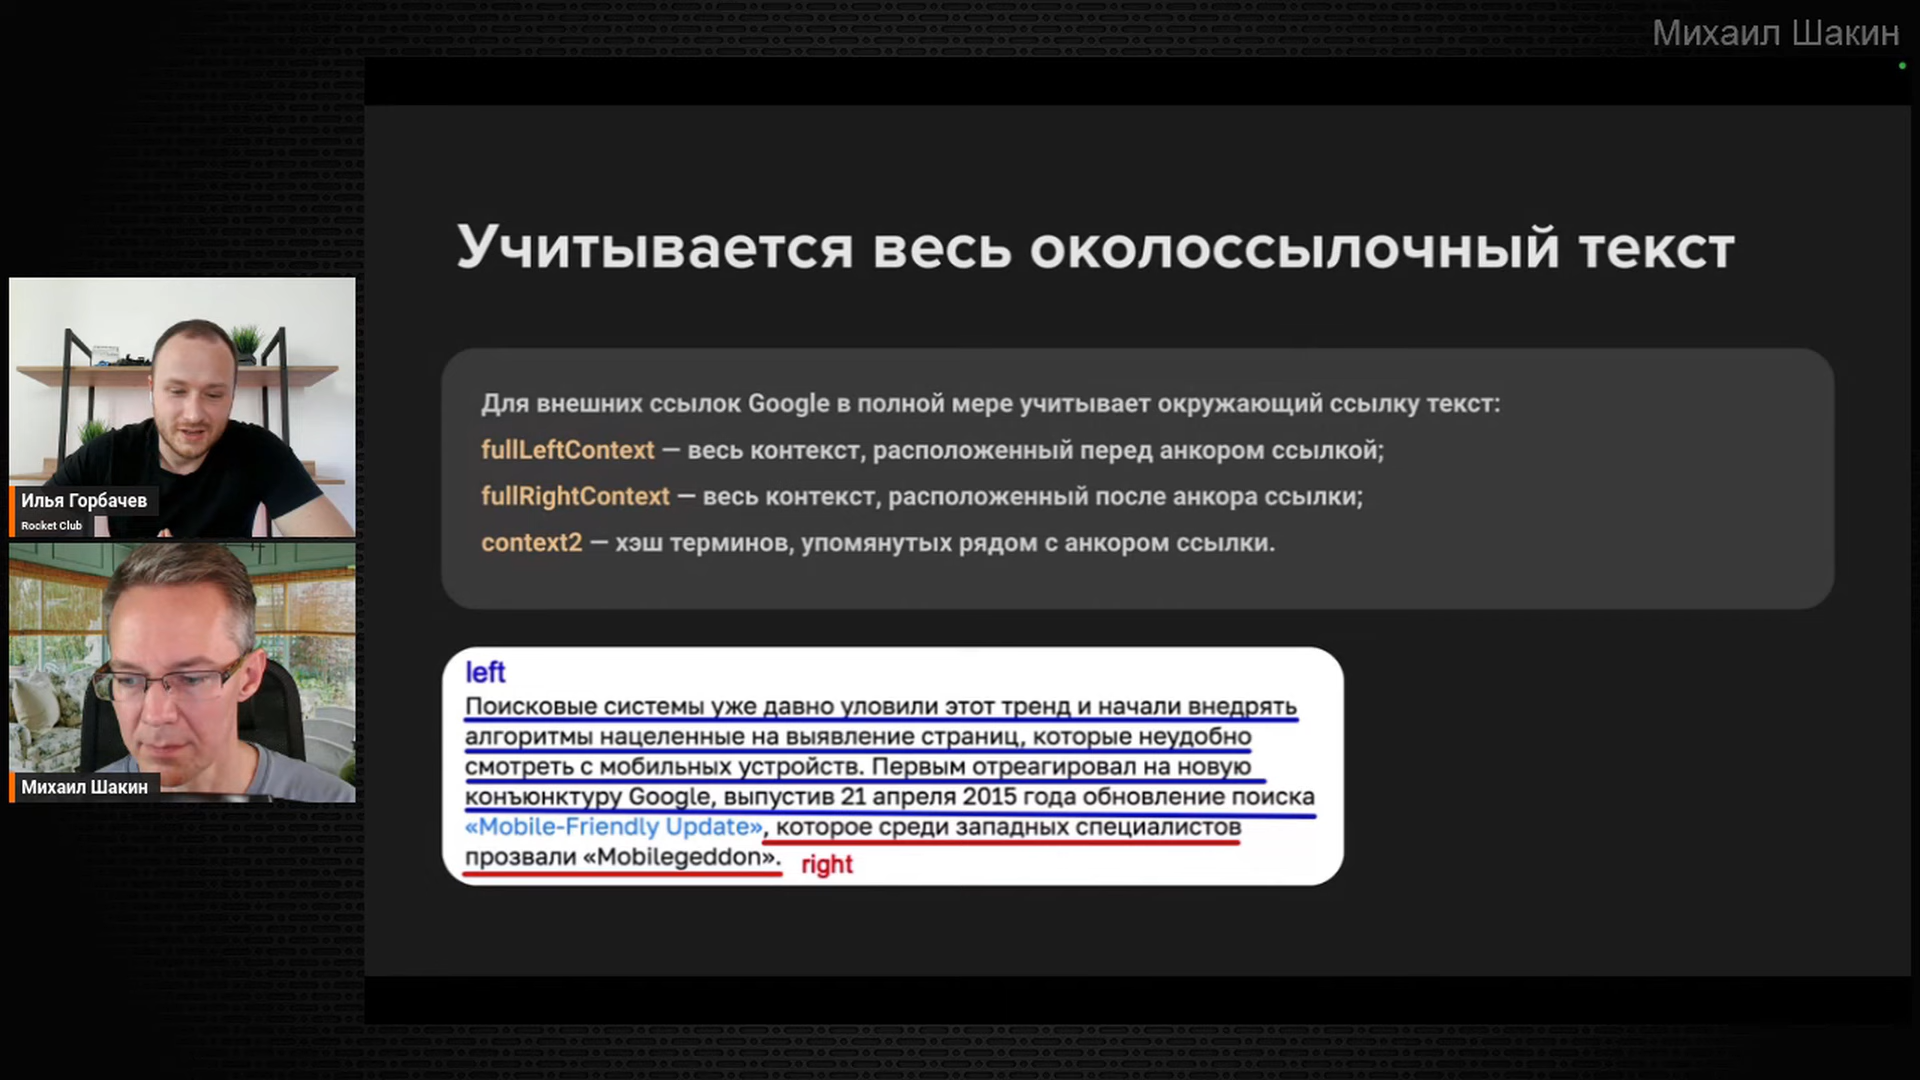 Михаил Шакин
Учитывается весь околоссылочный текст
Для внешних ссылок Google в полной мере учитывает окружающий ссылку текст:
fullLeftContext — весь контекст, расположенный перед анкором ссылкой;
fullRightContext — весь контекст, расположенный после анкора ссылки;
context2 — хэш терминов, упомянутых рядом с анкором ссылки.
left
Поисковые системы уже давно уловили этот тренд и начали внедрять
алгоритмы нацеленные на выявление страниц, которые неудобно
смотреть с мобильных устройств. Первым отреагировал на новую
конъюнктуру Google, выпустив 21 апреля 2015 года обновление поиска
«Mobile-Friendly Update», которое среди западных специалистов
прозвали «Mobilegeddon».
right
Илья Горбачев
Rocket Club
Михаил Шакин